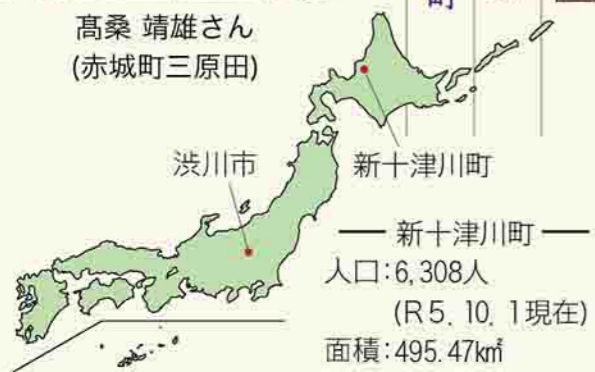 町
髙桑 靖雄さん
(赤城町三原田)
渋川市
新十津川町
新十津川町
人口:6,308人
(R5.10.1現在)
面積:495.47㎢